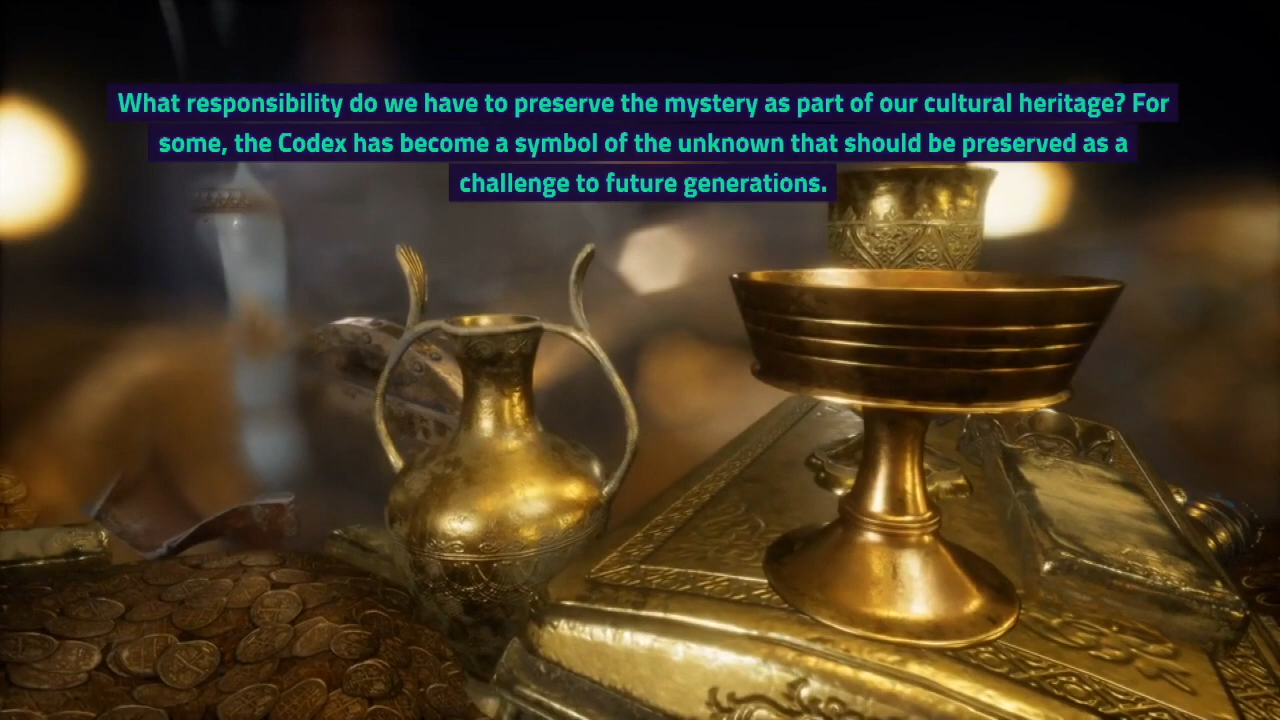 What responsibility do we have to preserve the mystery as part of our cultural heritage? For
some, the Codex has become a symbol of the unknown that should be preserved as a
challenge to future generations.